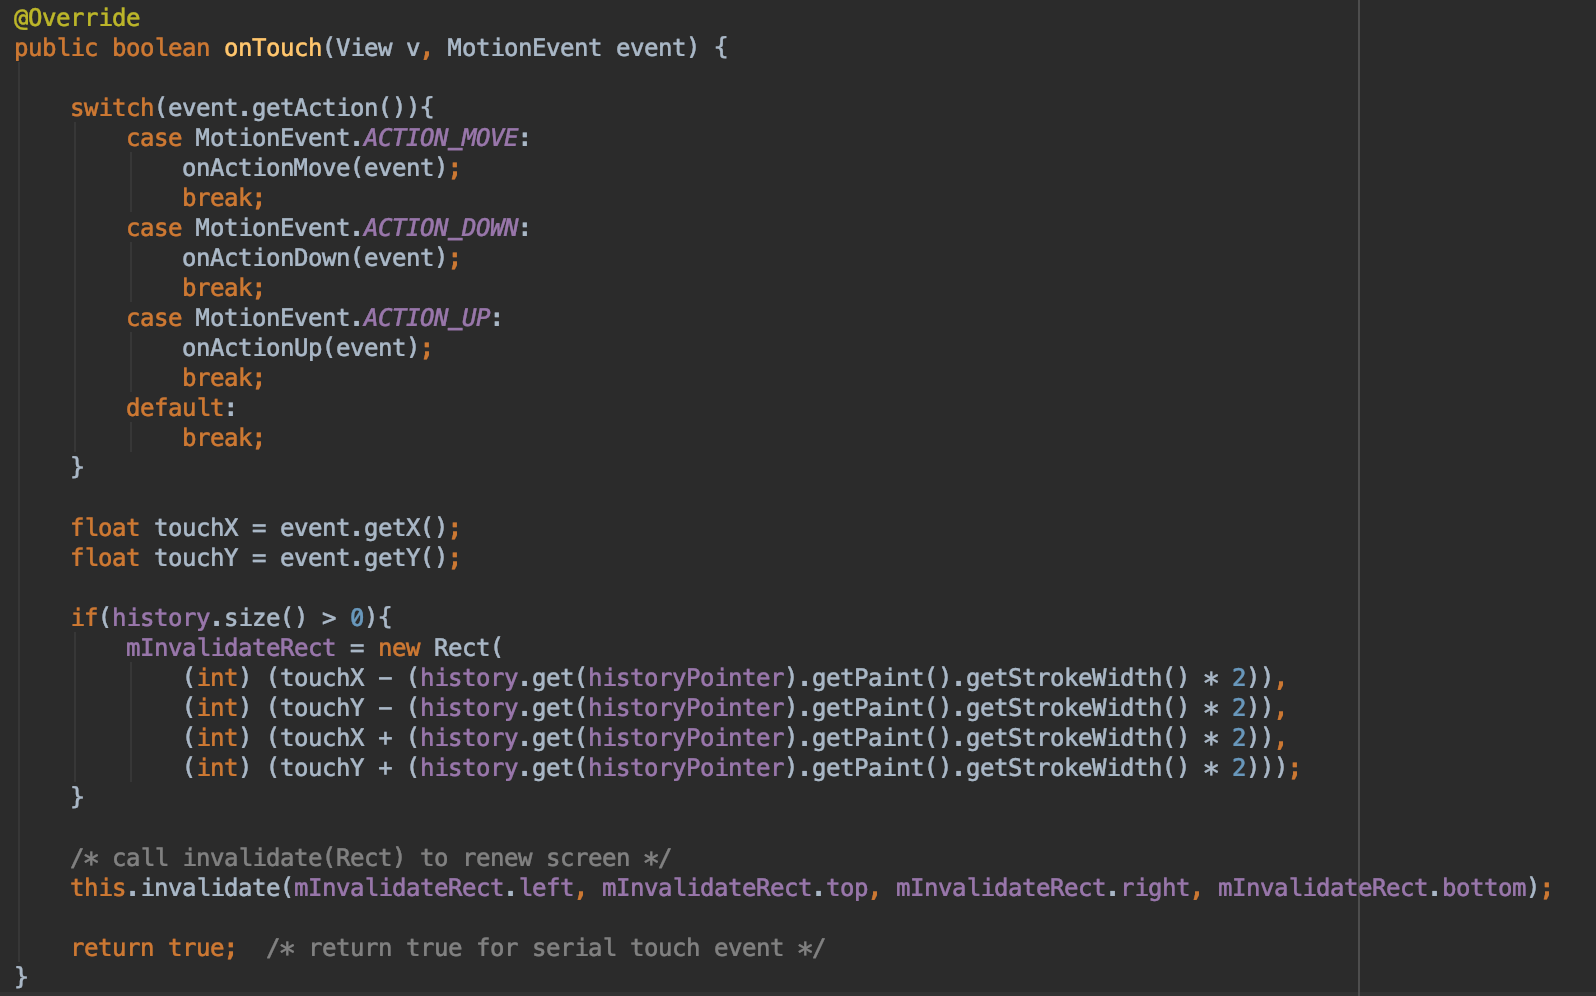 @Override
public boolean onTouch(View v, MotionEvent event) {
switch(event.getAction()){
case MotionEvent.ACTION_MOVE:
onActionMove(event);
break;
case MotionEvent.ACTION_DOWN:
onActionDown(event);
break;
case MotionEvent.ACTION_UP:
onActionUp(event);
break;
default:
break;
}
float touchX = event.getX();
float touchY = event.getY();
if(history.size() > 0){
mInvalidateRect = new Rect(
(int) (touchX - (history.get(historyPointer).getPaint().getStrokeWidth() * 2)),
(int) (touchY - (history.get(historyPointer).getPaint().getStrokeWidth() * 2)),
(int) (touchX + (history.get(historyPointer).getPaint().getStrokeWidth() * 2)),
(int) (touchY + (history.get(historyPointer).getPaint().getStrokeWidth() * 2)));
}
/* call invalidate(Rect) to renew screen */
this.invalidate(mInvalidateRect.left, mInvalidateRect.top, mInvalidateRect.right, mInvalidateRect.bottom);
return true;  /* return true for serial touch event */
}